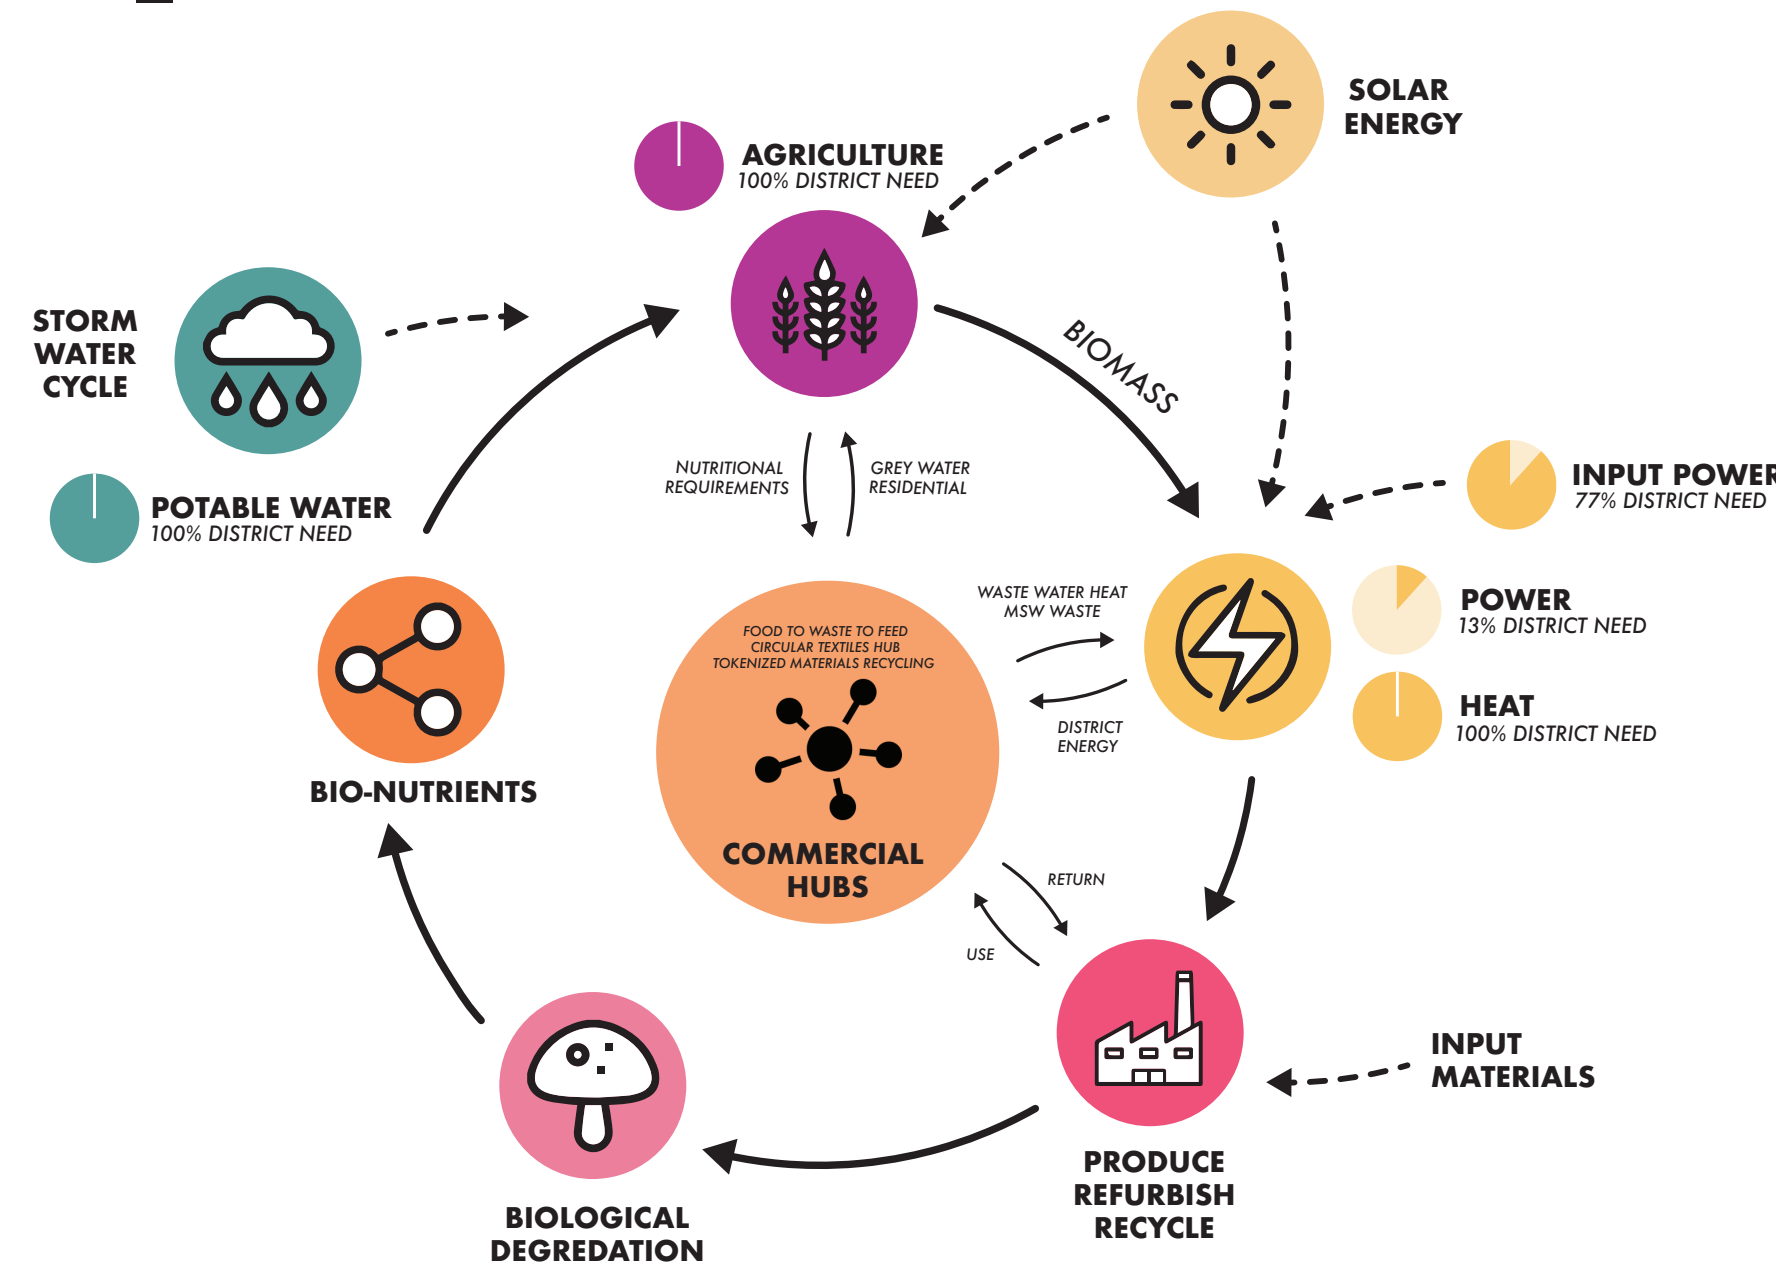 SOLAR
ENERGY
AGRICULTURE
100% DISTRICT NEED
STORM
WATER
CYCLE
BIOMASS
NUTRITIONAL
REQUIREMENTS
GREY WATER
RESIDENTIAL
INPUT POWER
77% DISTRICT NEED
POTABLE WATER
100% DISTRICT NEED
WASTE WATER HEAT
MSW WASTE
POWER
13% DISTRICT NEED
FOOD TO WASTE TO FEED
CIRCULAR TEXTILES HUB
TOKENIZED MATERIALS RECYCLING
HEAT
100% DISTRICT NEED
DISTRICT
ENERGY
BIO-NUTRIENTS
COMMERCIAL
HUBS
RETURN
USE
INPUT
MATERIALS
PRODUCE
REFURBISH
RECYCLE
BIOLOGICAL
DEGREDATION